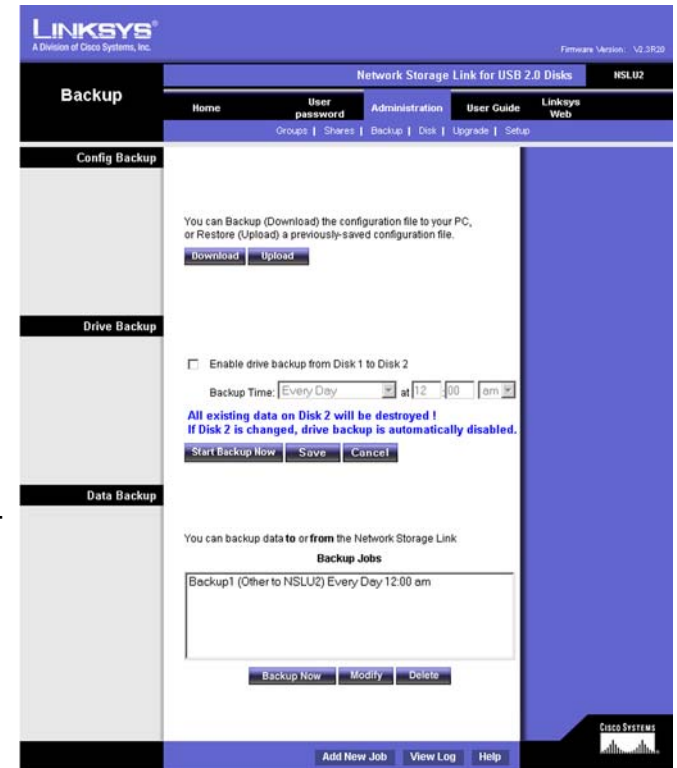 LINKSYS®
A Division of Cisco Systems, Inc.
Firmware Version: V2.3R20
Network Storage Link for USB 2.0 Disks NSLU2
Backup
Home User password Administration User Guide Linksys Web
Groups | Shares | Backup | Disk | Upgrade | Setup
Config Backup
You can Backup (Download) the configuration file to your PC,
or Restore (Upload) a previously-saved configuration file.
Download Upload
Drive Backup
Enable drive backup from Disk 1 to Disk 2
Backup Time: Every Day at 12 : 00 am
All existing data on Disk 2 will be destroyed !
If Disk 2 is changed, drive backup is automatically disabled.
Start Backup Now Save Cancel
Data Backup
You can backup data to or from the Network Storage Link
Backup Jobs
Backup1 (Other to NSLU2) Every Day 12:00 am
Backup Now Modify Delete
Add New Job View Log Help
CISCO SYSTEMS